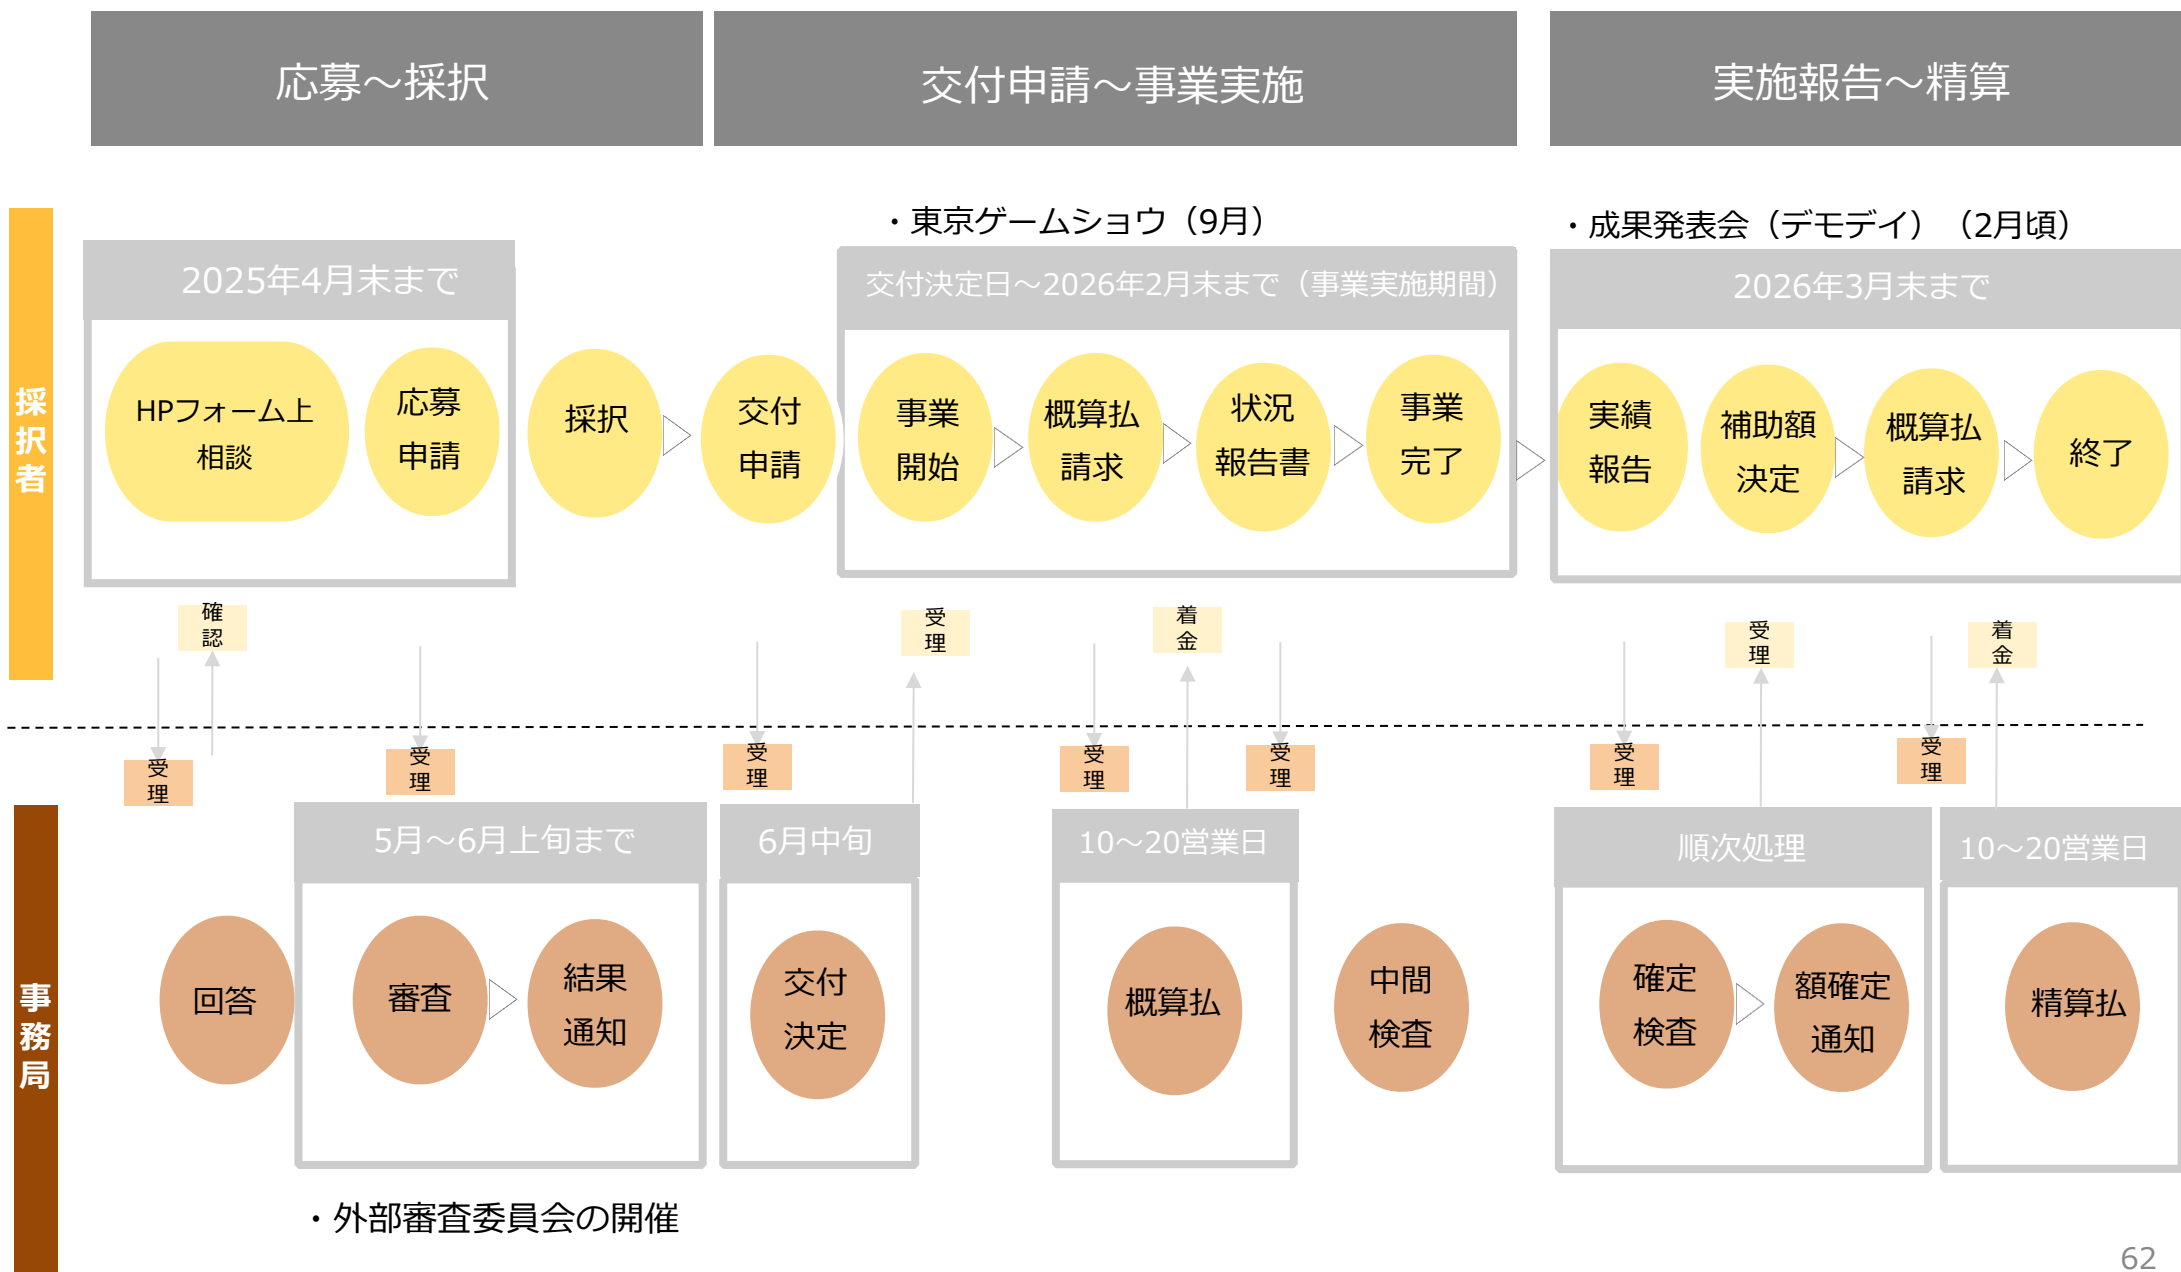 応募～採択
交付申請～事業実施
実施報告～精算
・東京ゲームショウ（9月）
・成果発表会（デモデイ）（2月頃）
採択者
2025年4月末まで
交付決定日～2026年2月末まで（事業実施期間）
2026年3月末まで
HPフォーム上
相談
応募
申請
採択
交付
申請
事業
開始
概算払
請求
状況
報告書
事業
完了
実績
報告
補助額
決定
概算払
請求
終了
確
認
受
理
着
金
受
理
着
金
受
理
受
理
受
理
受
理
受
理
受
理
受
理
事務局
5月～6月上旬まで
6月中旬
10～20営業日
順次処理
10～20営業日
回答
審査
結果
通知
交付
決定
概算払
中間
検査
確定
検査
額確定
通知
精算払
・外部審査委員会の開催
62